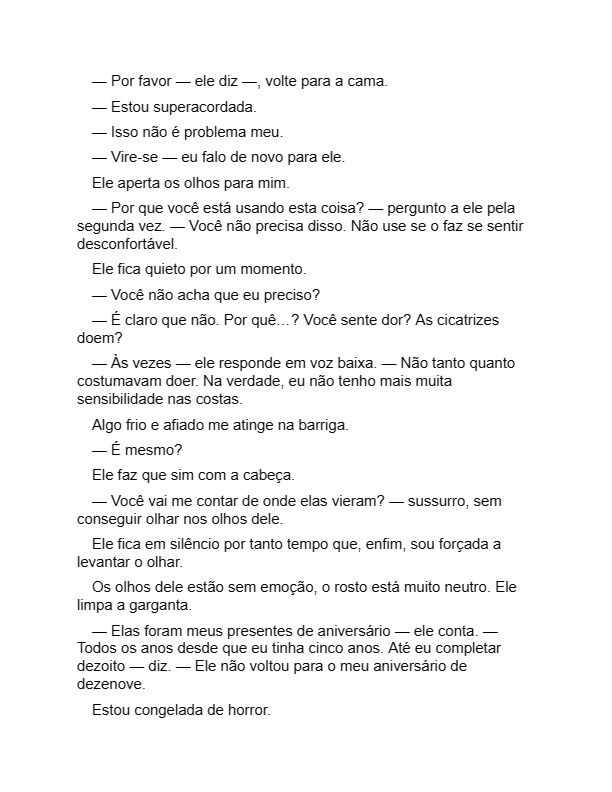 — Por favor — ele diz —, volte para a cama.
— Estou superacordada.
— Isso não é problema meu.
— Vire-se — eu falo de novo para ele.
Ele aperta os olhos para mim.
— Por que você está usando esta coisa? — pergunto a ele pela
segunda vez. — Você não precisa disso. Não use se o faz se sentir
desconfortável.
Ele fica quieto por um momento.
— Você não acha que eu preciso?
— É claro que não. Por quê…? Você sente dor? As cicatrizes
doem?
— Às vezes — ele responde em voz baixa. — Não tanto quanto
costumavam doer. Na verdade, eu não tenho mais muita
sensibilidade nas costas.
Algo frio e afiado me atinge na barriga.
— É mesmo?
Ele faz que sim com a cabeça.
— Você vai me contar de onde elas vieram? — sussurro, sem
conseguir olhar nos olhos dele.
Ele fica em silêncio por tanto tempo que, enfim, sou forçada a
levantar o olhar.
Os olhos dele estão sem emoção, o rosto está muito neutro. Ele
limpa a garganta.
— Elas foram meus presentes de aniversário — ele conta. —
Todos os anos desde que eu tinha cinco anos. Até eu completar
dezoito — diz. — Ele não voltou para o meu aniversário de
dezenove.
Estou congelada de horror.